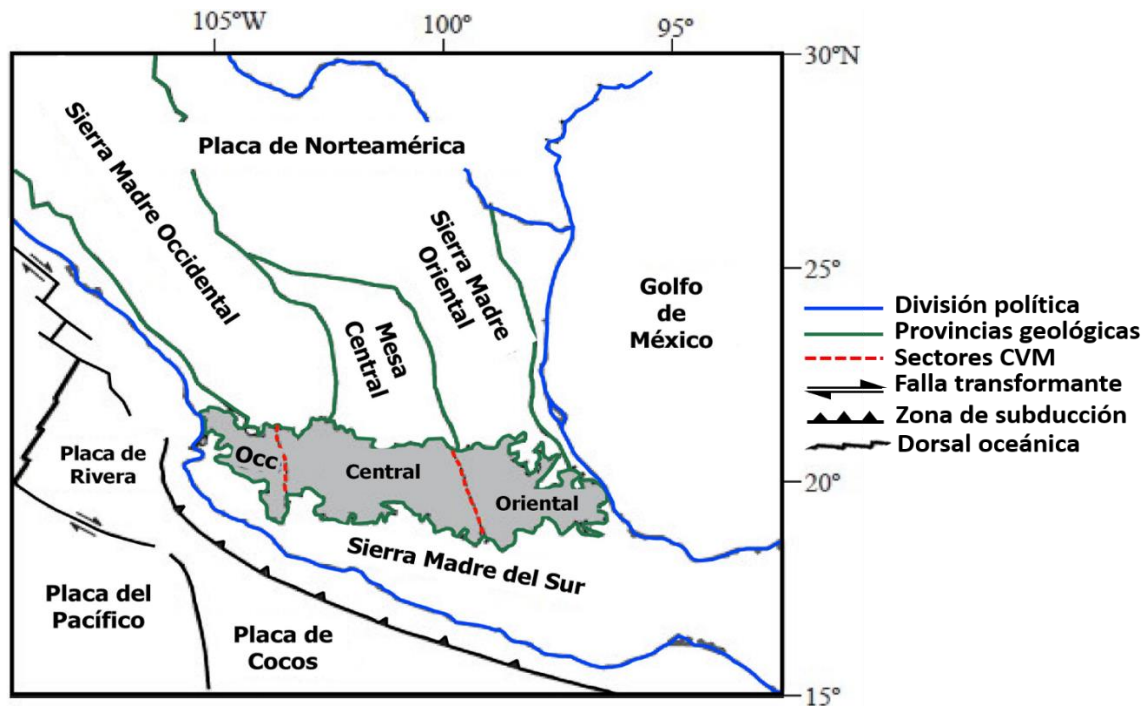 105°W
100°
95°
30°N
Sierra Madre Occidental
Placa de Norteamérica
Sierra Madre
Oriental
25°
Mesa
Central
Golfo
de
México
División política
Provincias geológicas
Sectores CVM
Falla transformante
Zona de subducción
Dorsal oceánica
Placa de
Rivera
Occ
Central
Oriental
20°
Sierra Madre del Sur
Placa del
Pacífico
Placa de
Cocos
15°